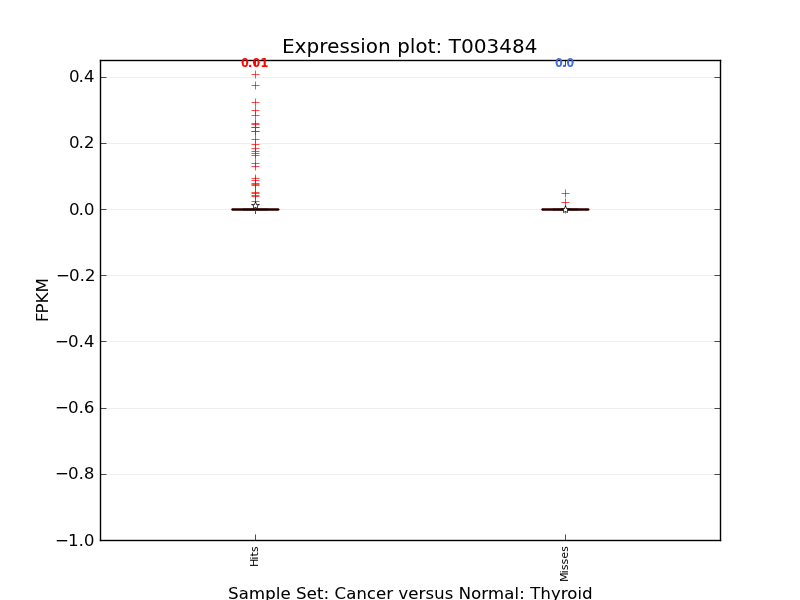 Expression plot: T003484
0.01
0.0
0.4
0.2
0.0
−0.2
−0.4
−0.6
−0.8
−1.0
FPKM
Hits
Misses
Sample Set: Cancer versus Normal: Thyroid